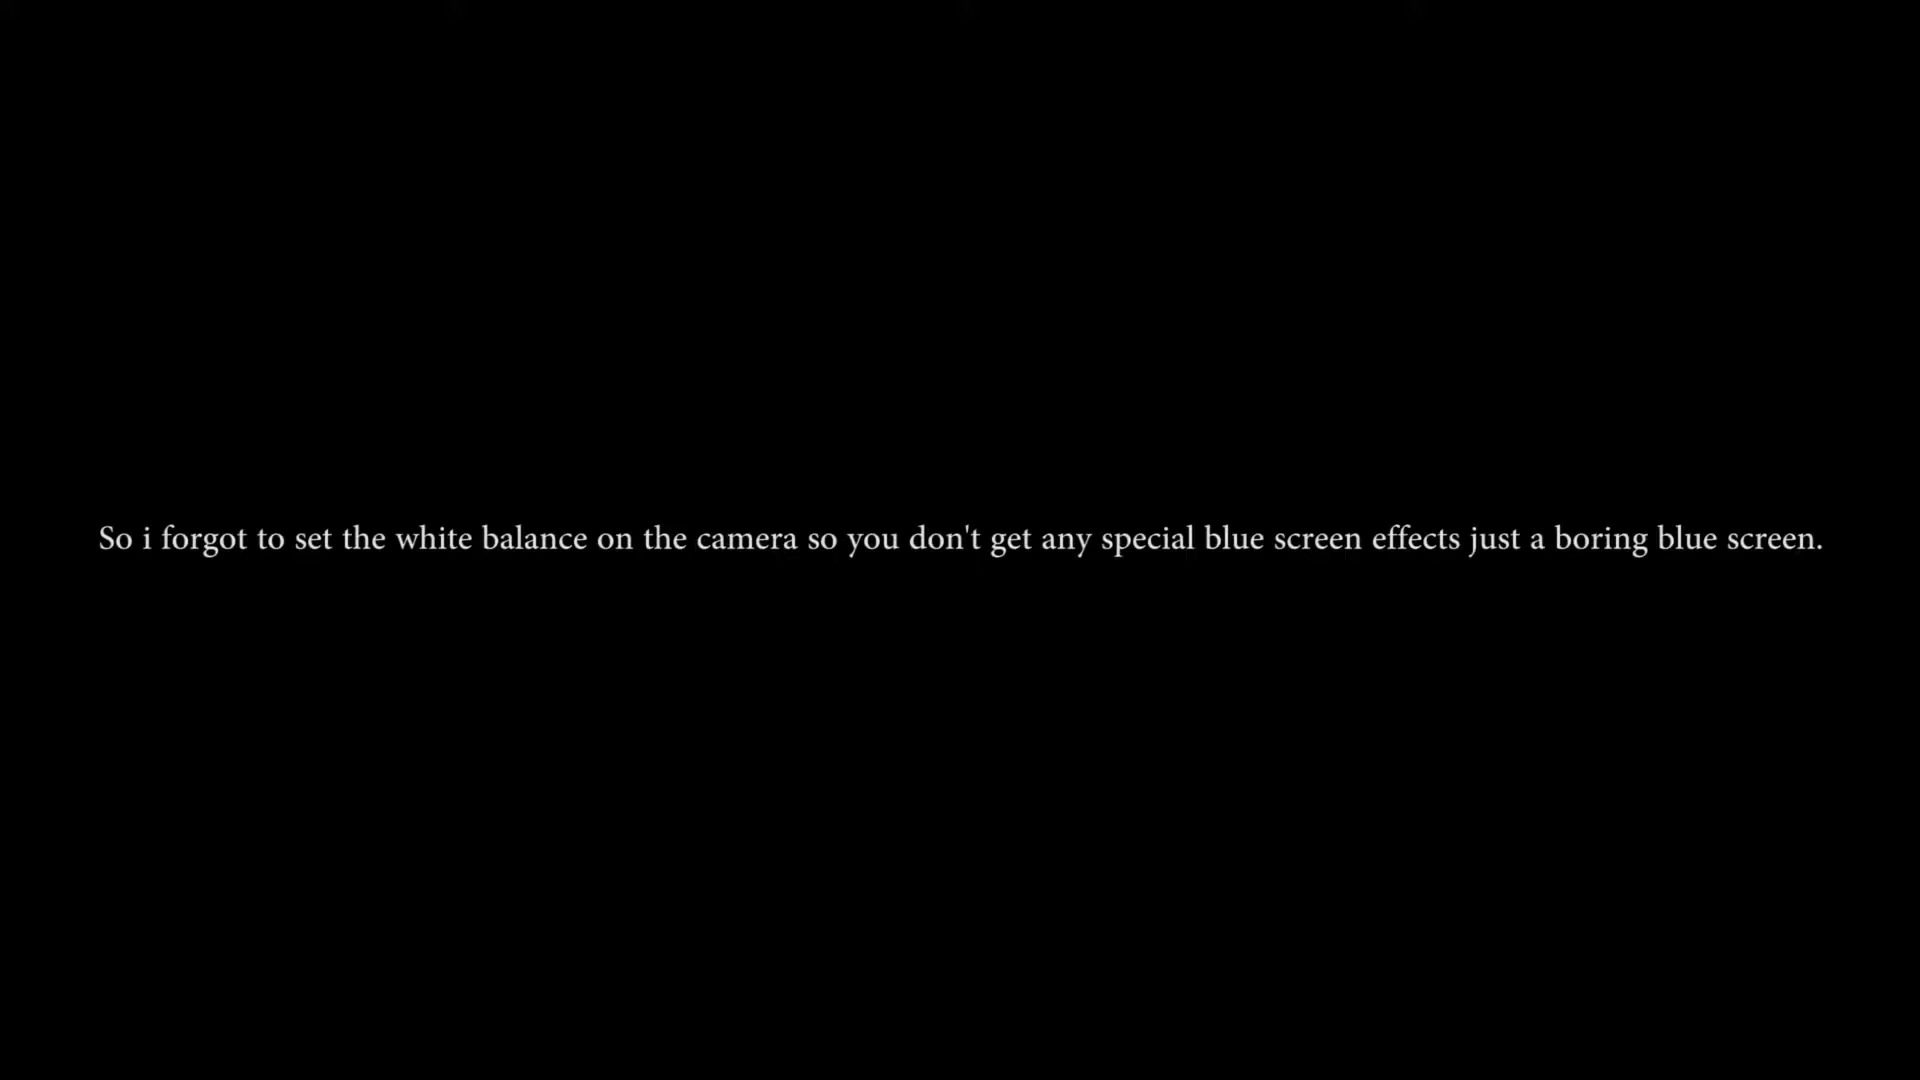 So i forgot to set the white balance on the camera so you don't get any special blue screen effects just a boring blue screen.